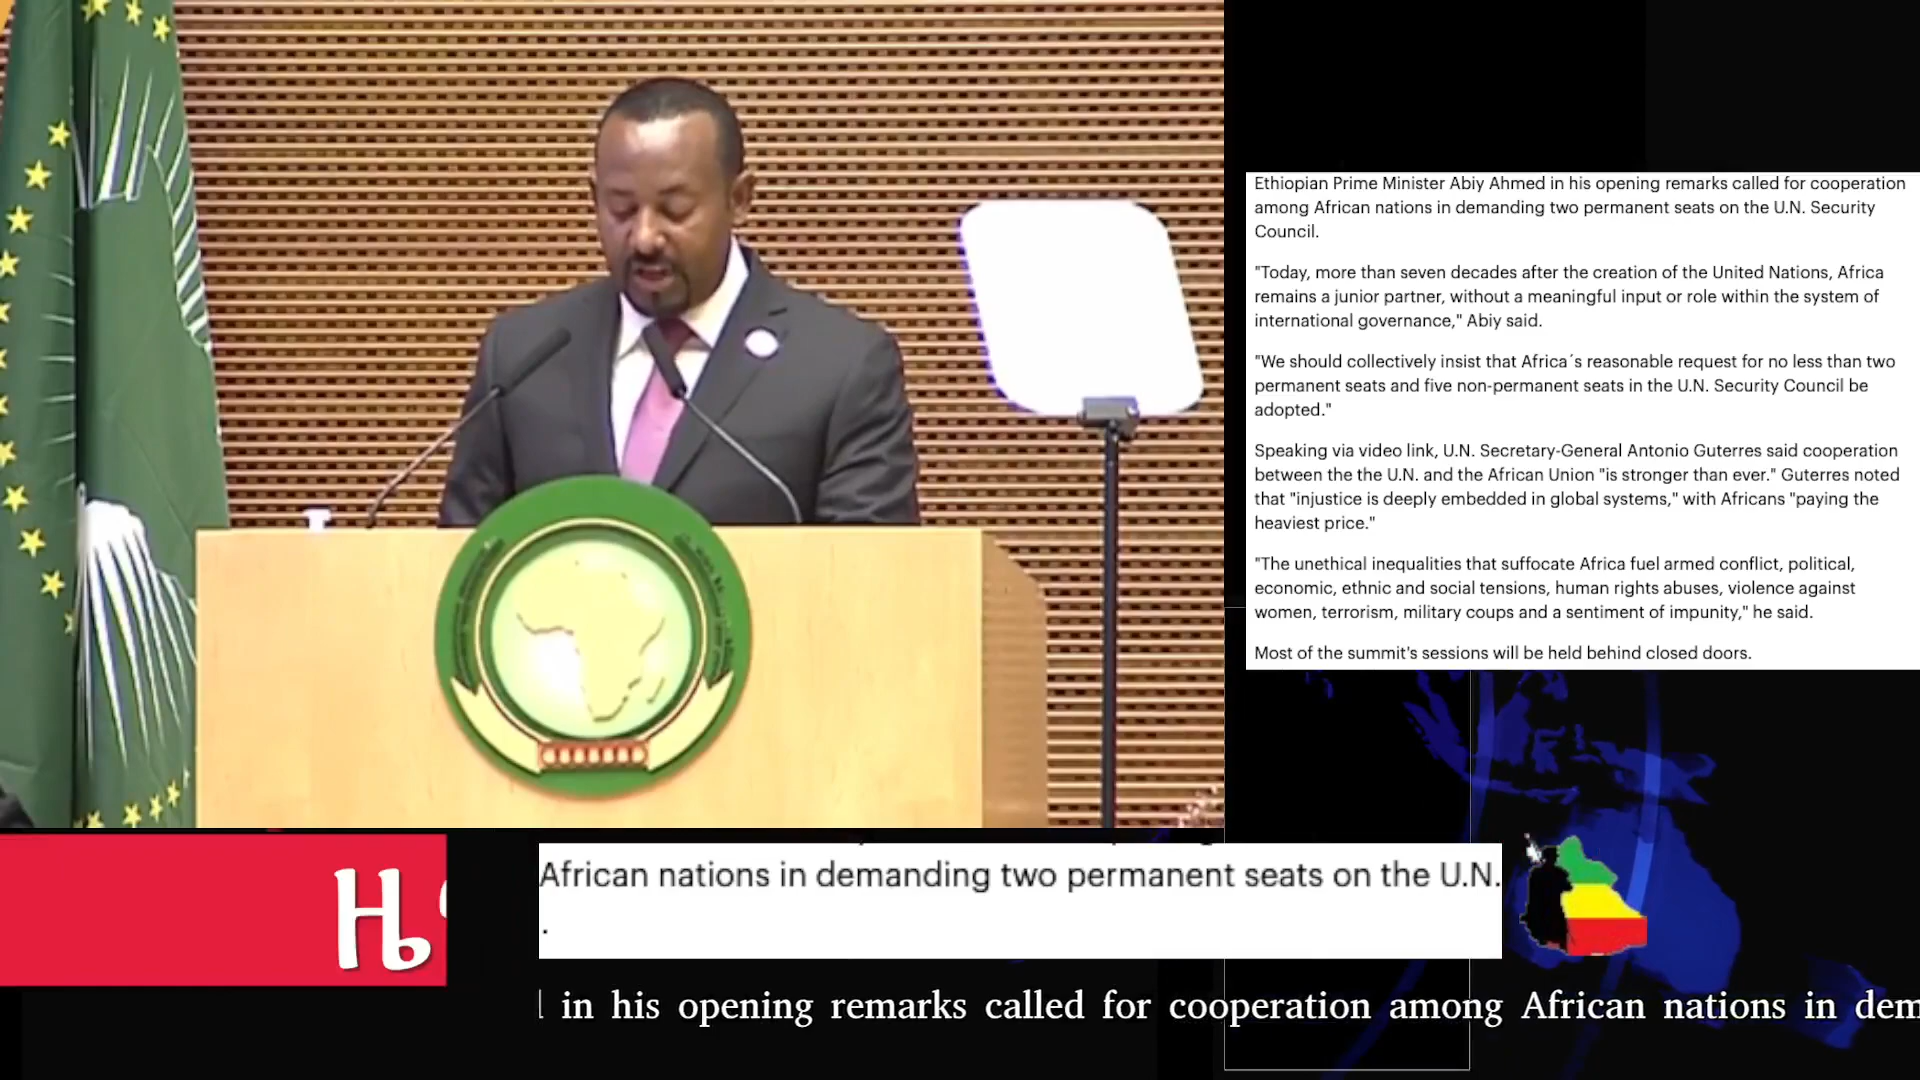 Ethiopian Prime Minister Abiy Ahmed in his opening remarks called for cooperation
among African nations in demanding two permanent seats on the U.N. Security
Council.
"Today, more than seven decades after the creation of the United Nations, Africa
remains a junior partner, without a meaningful input or role within the system of
international governance," Abiy said.
"We should collectively insist that Africa´s reasonable request for no less than two
permanent seats and five non-permanent seats in the U.N. Security Council be
adopted."
Speaking via video link, U.N. Secretary-General Antonio Guterres said cooperation
between the the U.N. and the African Union "is stronger than ever." Guterres noted
that "injustice is deeply embedded in global systems," with Africans "paying the
heaviest price."
"The unethical inequalities that suffocate Africa fuel armed conflict, political,
economic, ethnic and social tensions, human rights abuses, violence against
women, terrorism, military coups and a sentiment of impunity," he said.
Most of the summit's sessions will be held behind closed doors.
ዜ
African nations in demanding two permanent seats on the U.N.
.
in his opening remarks called for cooperation among African nations in dem